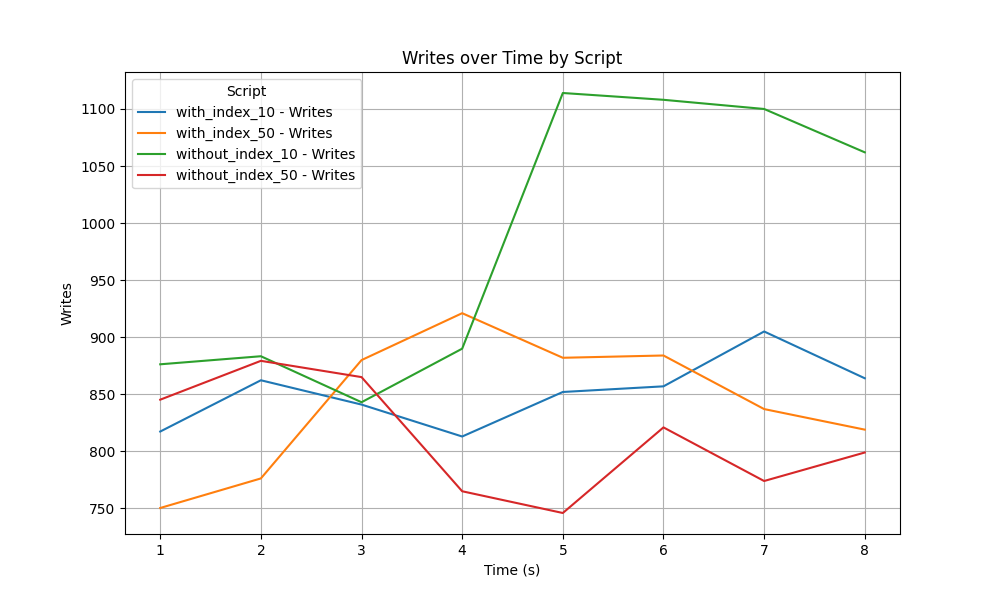 Writes over Time by Script
Script
with_index_10 - Writes
with_index_50 - Writes
without_index_10 - Writes
without_index_50 - Writes
1100
1050
1000
950
900
850
800
750
Writes
1 2 3 4 5 6 7 8
Time (s)